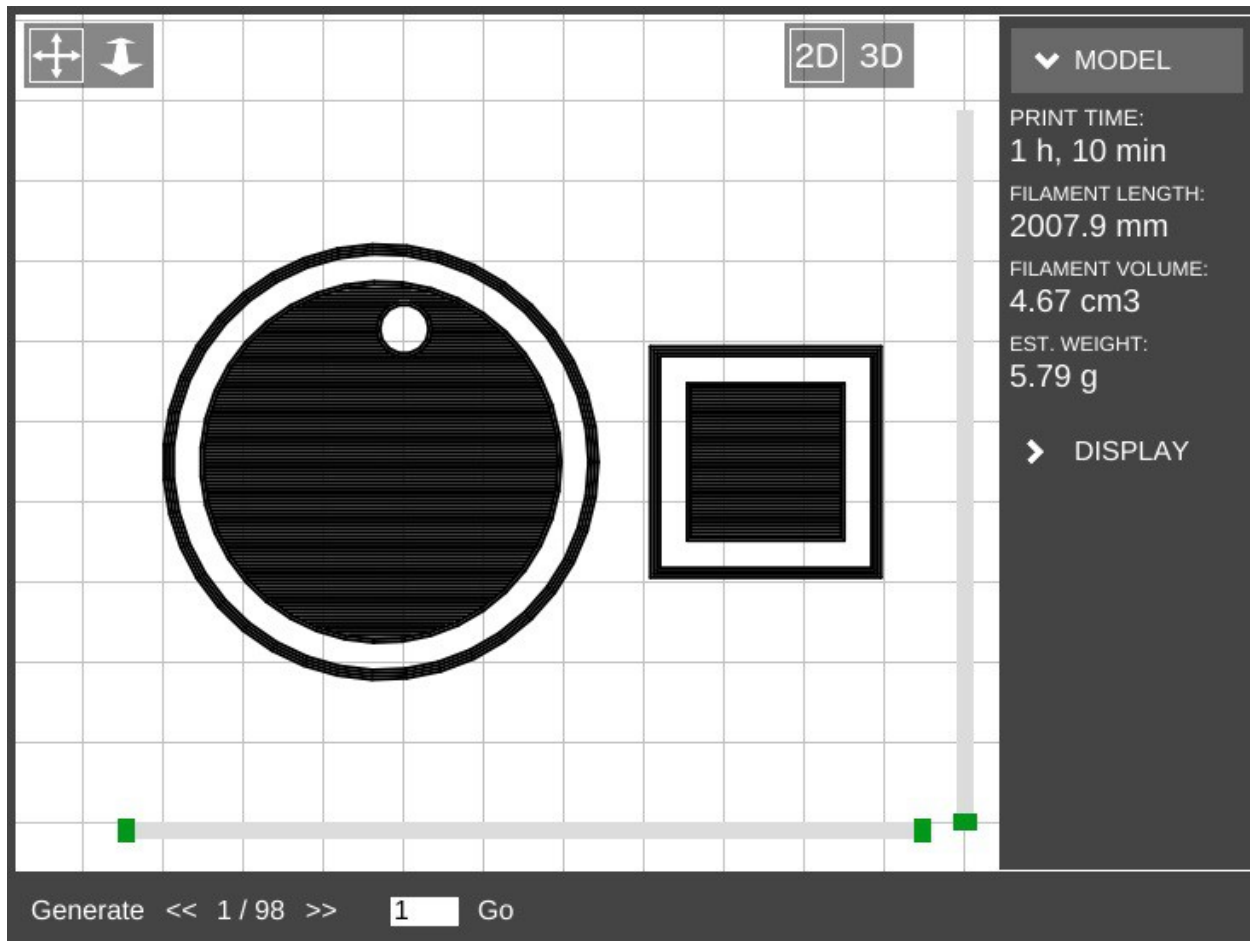 2D 3D
MODEL
PRINT TIME:
1 h, 10 min
FILAMENT LENGTH:
2007.9 mm
FILAMENT VOLUME:
4.67 cm3
EST. WEIGHT:
5.79 g
DISPLAY
Generate << 1 / 98 >> 1 Go